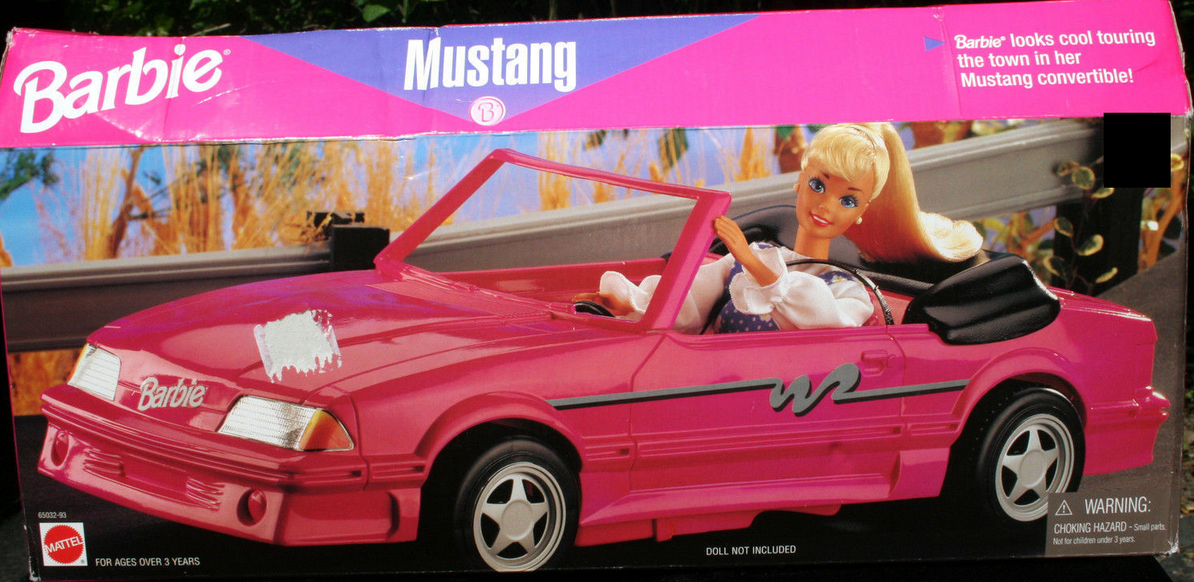 Barbie®
Mustang
B
Barbie® looks cool touring
the town in her
Mustang convertible!
Barbie
65032-93
MATTEL
FOR AGES OVER 3 YEARS
DOLL NOT INCLUDED
WARNING:
CHOKING HAZARD - Small parts.
Not for children under 3 years.